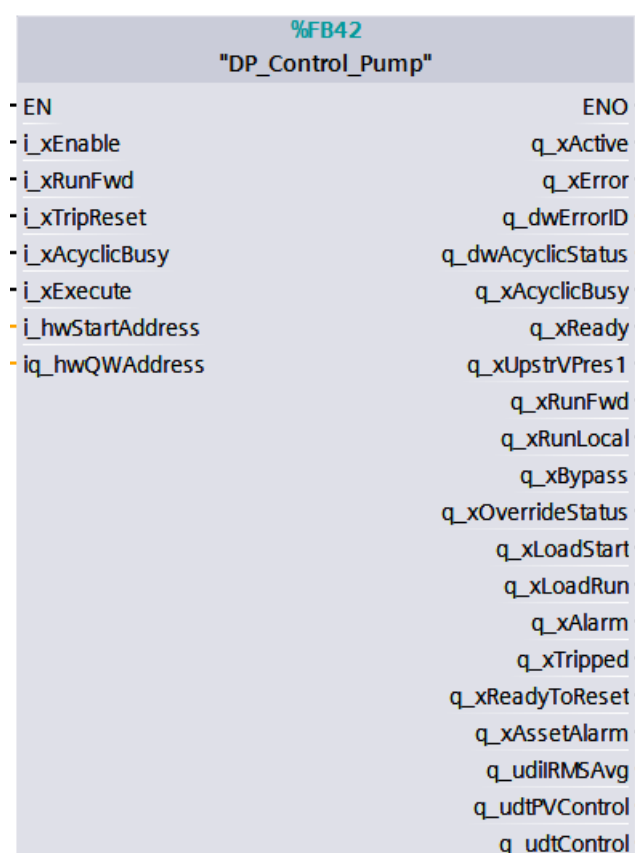 %FB42
"DP_Control_Pump"
EN ENO
i_xEnable q_xActive
i_xRunFwd q_xError
i_xTripReset q_dwErrorID
i_xAcyclicBusy q_dwAcyclicStatus
i_xExecute q_xAcyclicBusy
i_hwStartAddress q_xReady
iq_hwQWAddress q_xUpstrVPres1
q_xRunFwd
q_xRunLocal
q_xBypass
q_xOverrideStatus
q_xLoadStart
q_xLoadRun
q_xAlarm
q_xTripped
q_xReadyToReset
q_xAssetAlarm
q_udiIRMSAvg
q_udtPVControl
q_udtControl